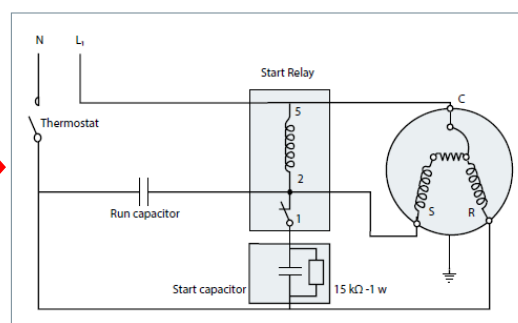 N L₁
Start Relay
C
5
Thermostat
2
Run capacitor
1
S R
Start capacitor
15 kΩ -1 w